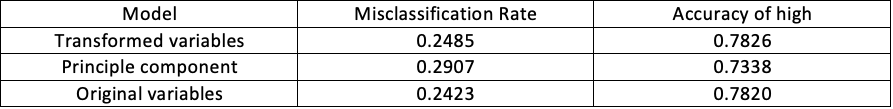 Model Misclassification Rate Accuracy of high
Transformed variables 0.2485 0.7826
Principle component 0.2907 0.7338
Original variables 0.2423 0.7820